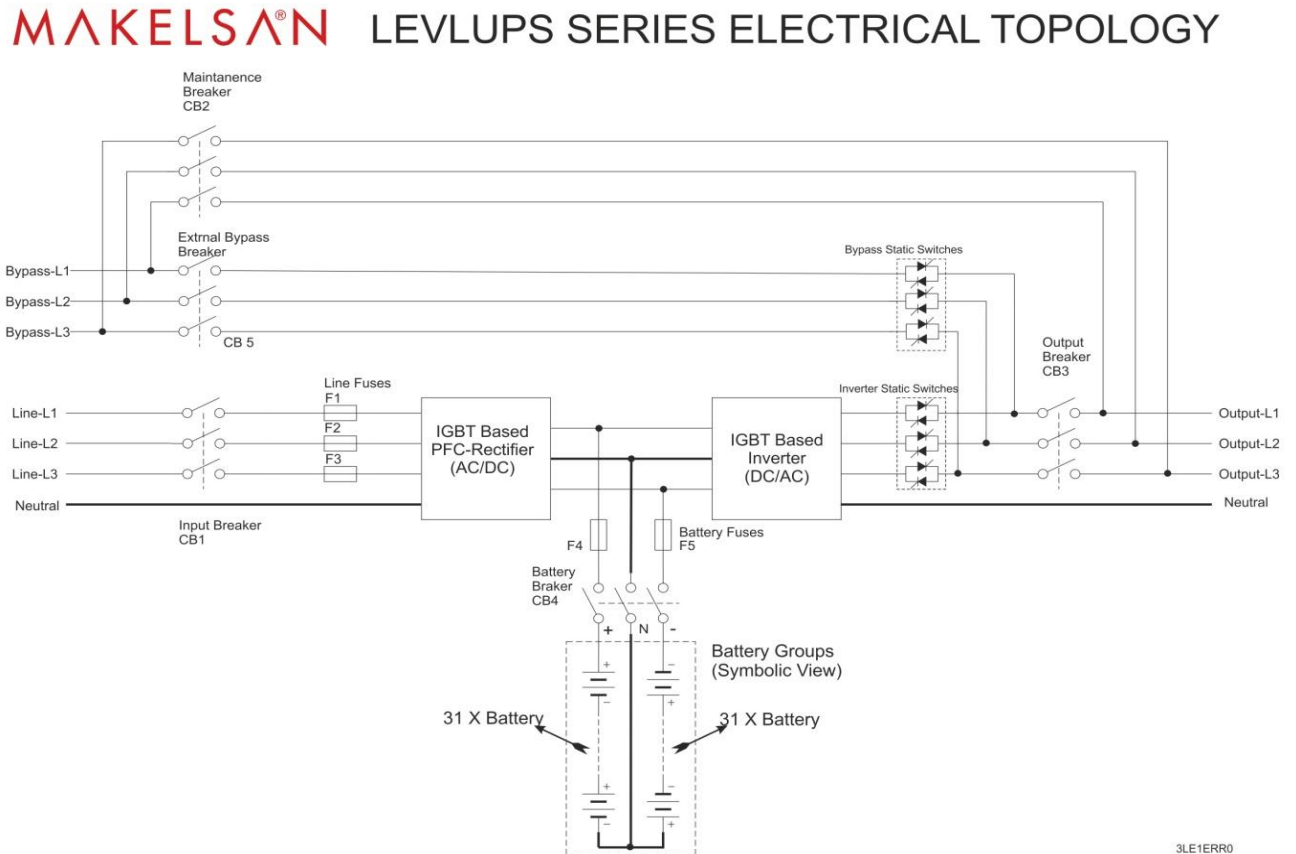 MAKELSAN® LEVLUPS SERIES ELECTRICAL TOPOLOGY
Maintanence
Breaker
CB2
Extrnal Bypass
Breaker
Bypass Static Switches
Bypass-L1
Bypass-L2
Bypass-L3
CB 5
Output
Breaker
CB3
Line Fuses
Inverter Static Switches
F1
Line-L1
Output-L1
F2
Line-L2
Output-L2
F3
Line-L3
Output-L3
IGBT Based
PFC-Rectifier
(AC/DC)
IGBT Based
Inverter
(DC/AC)
Neutral
Neutral
Input Breaker
CB1
F4
Battery Fuses
F5
Battery
Braker
CB4
+ N -
Battery Groups
(Symbolic View)
+ -
- +
31 X Battery
31 X Battery
+ -
- +
3LE1ERR0